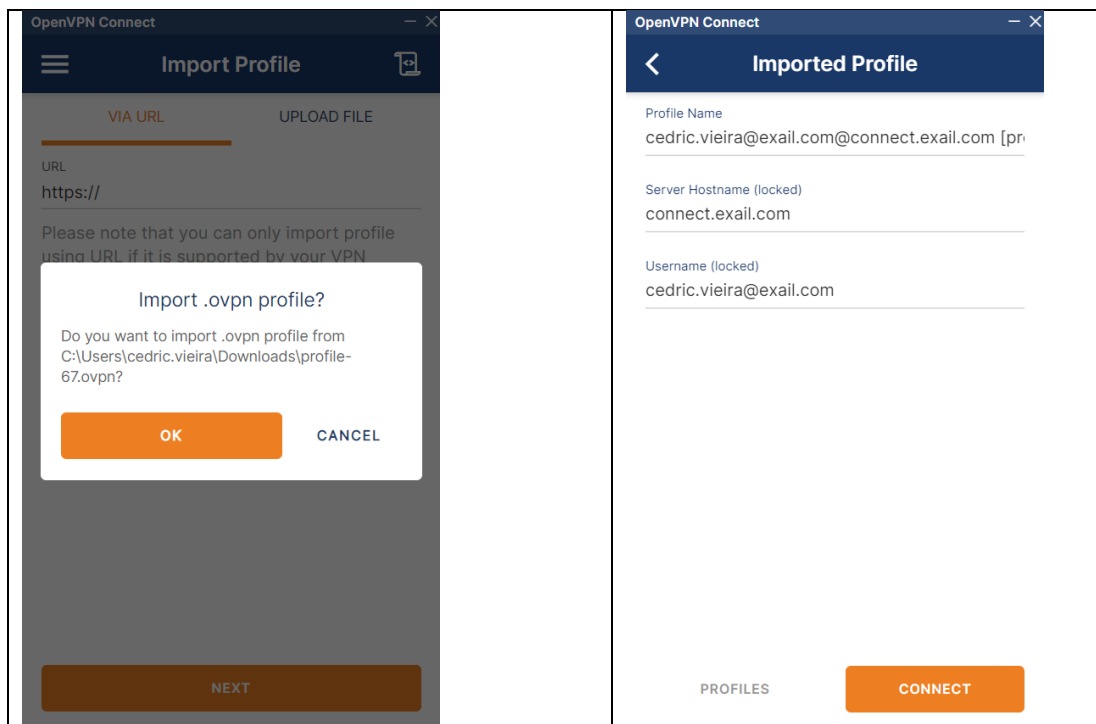 OpenVPN Connect
Import Profile
VIA URL
UPLOAD FILE
URL
https://
Please note that you can only import profile
using URL if it is supported by your VPN
Import .ovpn profile?
Do you want to import .ovpn profile from
C:\Users\cedric.vieira\Downloads\profile-
67.ovpn?
OK
CANCEL
NEXT
OpenVPN Connect
Imported Profile
Profile Name
cedric.vieira@exail.com@connect.exail.com [pr
Server Hostname (locked)
connect.exail.com
Username (locked)
cedric.vieira@exail.com
PROFILES
CONNECT